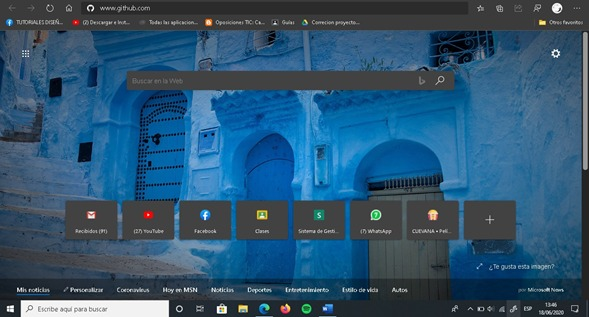 www.github.com
TUTORIALES DISEÑ...
(2) Descargar e Inst...
Todas las aplicacion...
Oposiciones TIC: Ca...
Guías
Correcion proyecto...
Otros favoritos
Buscar en la Web
Recibidos (91)
(27) YouTube
Facebook
Clases
Sistema de Gesti...
(7) WhatsApp
CUEVANA • Peli...
¿Te gusta esta imagen?
Mis noticias
Personalizar
Coronavirus
Hoy en MSN
Noticias
Deportes
Entretenimiento
Estilo de vida
Autos
por Microsoft News
Escribe aquí para buscar
ESP
13:46
18/06/2020